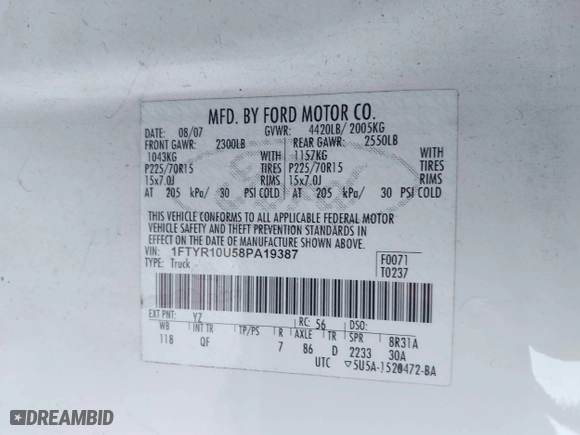 MFD. BY FORD MOTOR CO.
DATE: 08/07 GVWR: 4420LB/ 2005KG
FRONT GAWR: 2300LB REAR GAWR: 2550LB
1043KG 1157KG
P225/70R15 TIRES P225/70R15 TIRES
15x7.0J RIMS 15x7.0J RIMS
AT 205 kPa/ 30 PSI COLD AT 205 kPa/ 30 PSI COLD
THIS VEHICLE CONFORMS TO ALL APPLICABLE FEDERAL MOTOR
VEHICLE SAFETY AND THEFT PREVENTION STANDARDS IN
EFFECT ON THE DATE OF MANUFACTURE SHOWN ABOVE.
VIN: 1FTYR10U58PA19387 F0071
TYPE: Truck T0237
EXT PNT: YZ RC: 56 DSO:
WB INT TR TP/PS R AXLE TR SPR 8R31A
118 QF 7 86 D 2233 30A
UTC ▽5U5A-1520472-BA
DREAMBID